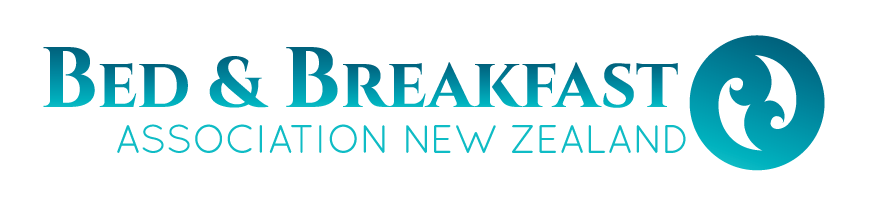 BED & BREAKFAST
ASSOCIATION NEW ZEALAND